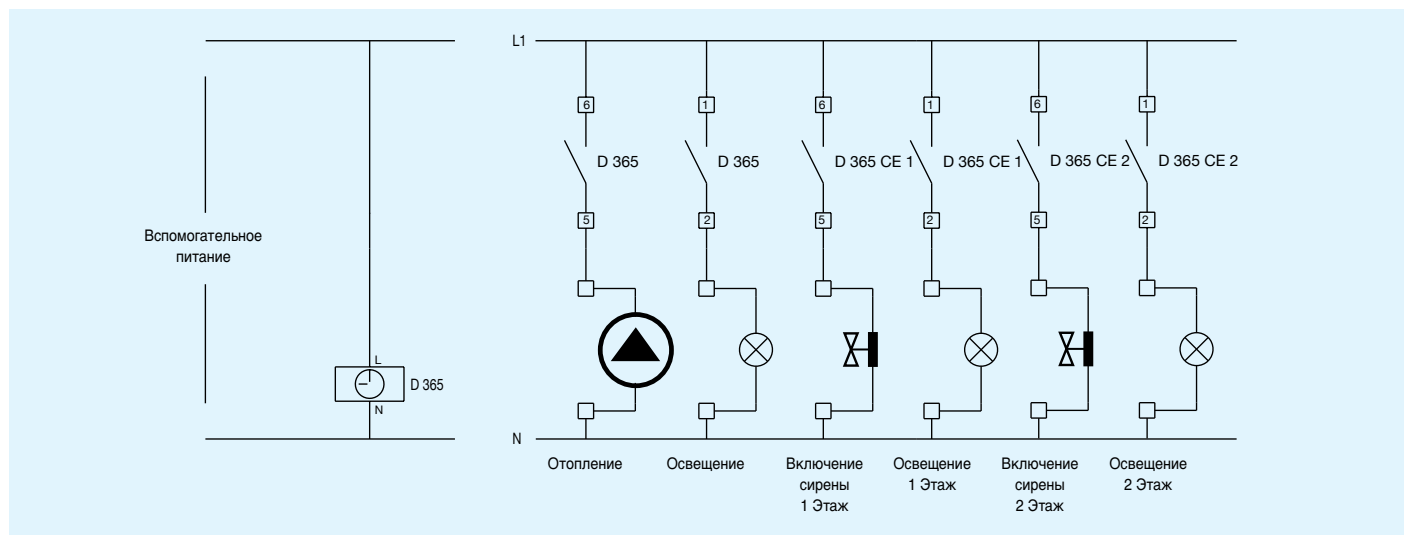 L1
6
1
6
1
6
1
D 365
D 365
D 365 CE 1
D 365 CE 1
D 365 CE 2
D 365 CE 2
5
2
5
2
5
2
Вспомогательное
питание
L
D 365
N
N
Отопление
Освещение
Включение
сирены
1 Этаж
Освещение
1 Этаж
Включение
сирены
2 Этаж
Освещение
2 Этаж